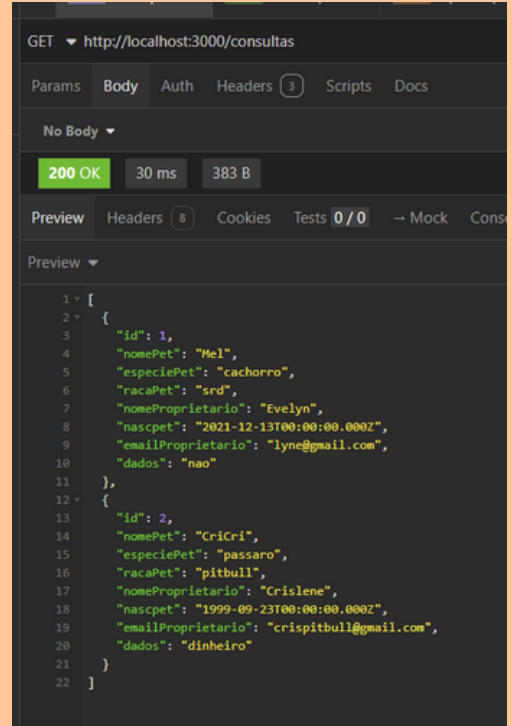 GET http://localhost:3000/consultas
Params Body Auth Headers 3 Scripts Docs
No Body
200 OK 30 ms 383 B
Preview Headers 8 Cookies Tests 0 / 0 → Mock Cons
Preview
1 [
2 {
3 "id": 1,
4 "nomePet": "Mel",
5 "especiePet": "cachorro",
6 "racaPet": "srd",
7 "nomeProprietario": "Evelyn",
8 "nascpet": "2021-12-13T00:00:00.000Z",
9 "emailProprietario": "lyne@gmail.com",
10 "dados": "nao"
11 },
12 {
13 "id": 2,
14 "nomePet": "CriCri",
15 "especiePet": "passaro",
16 "racaPet": "pitbull",
17 "nomeProprietario": "Crislene",
18 "nascpet": "1999-09-23T00:00:00.000Z",
19 "emailProprietario": "crispitbull@gmail.com",
20 "dados": "dinheiro"
21 }
22 ]